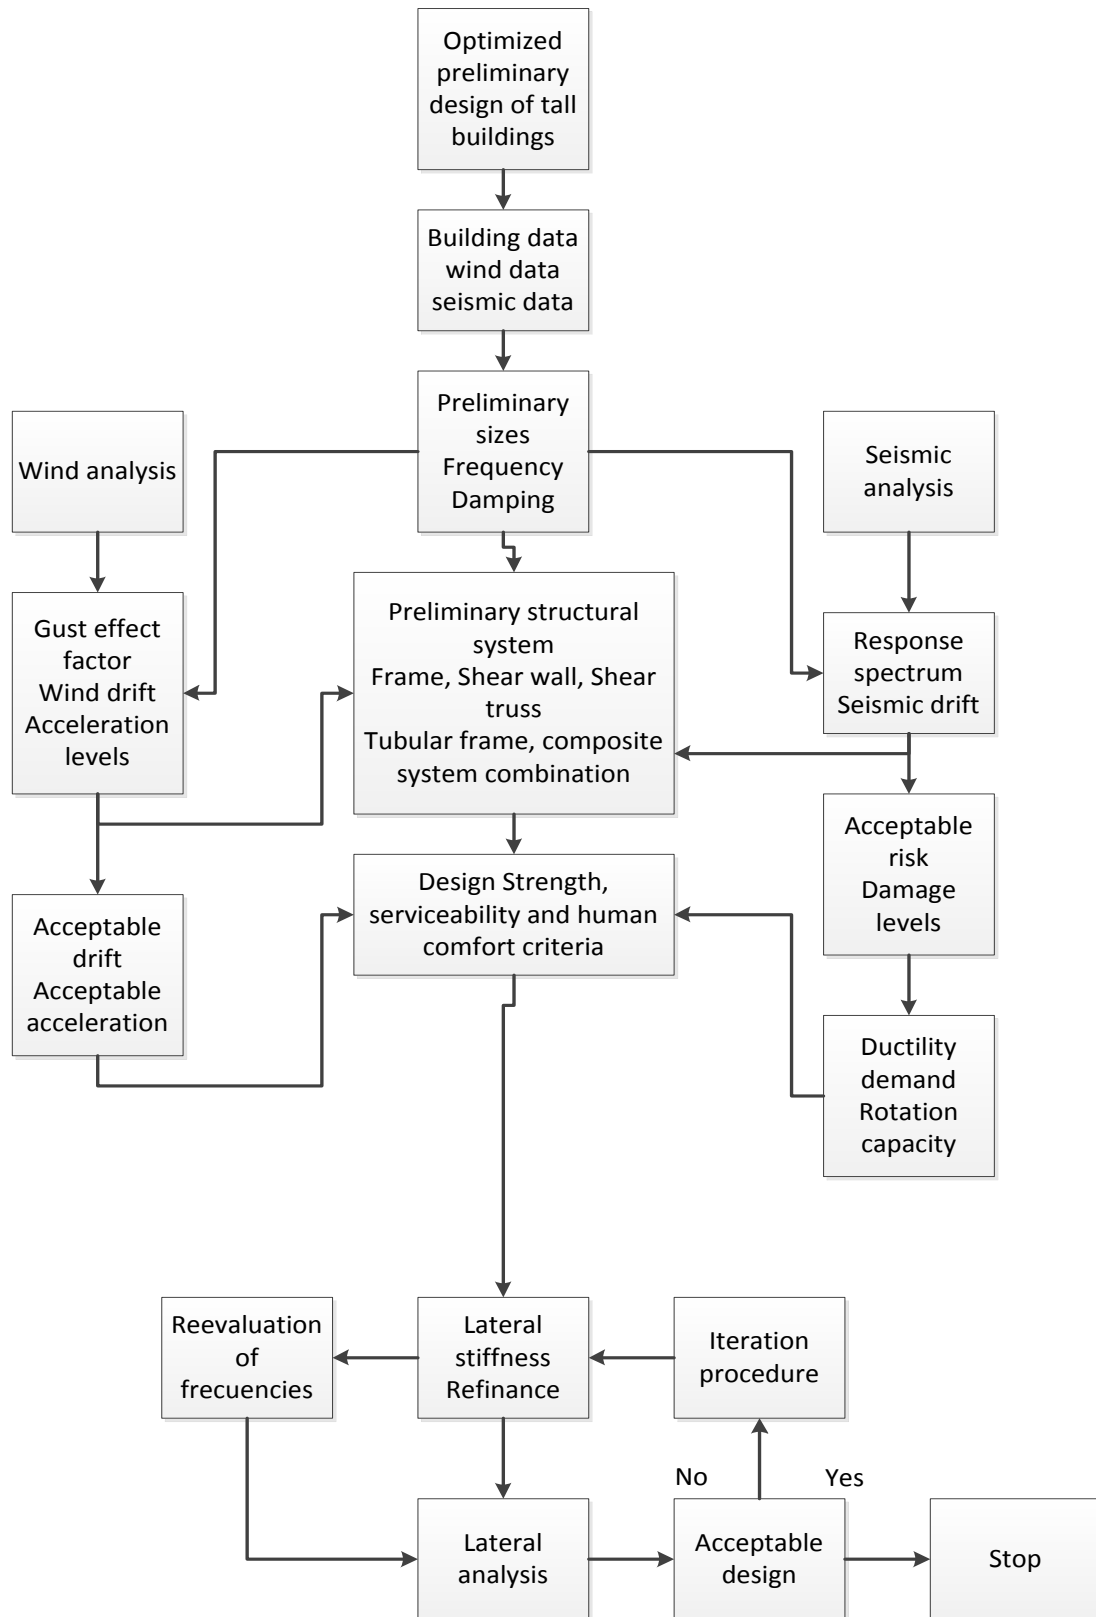 Optimized
preliminary
design of tall
buildings
Building data
wind data
seismic data
Preliminary
sizes
Frequency
Damping
Wind analysis
Seismic
analysis
Gust effect
factor
Wind drift
Acceleration
levels
Preliminary structural
system
Frame, Shear wall, Shear
truss
Tubular frame, composite
system combination
Response
spectrum
Seismic drift
Acceptable
risk
Damage
levels
Design Strength,
serviceability and human
comfort criteria
Acceptable
drift
Acceptable
acceleration
Ductility
demand
Rotation
capacity
Reevaluation
of
frecuencies
Lateral
stiffness
Refinance
Iteration
procedure
No
Yes
Lateral
analysis
Acceptable
design
Stop